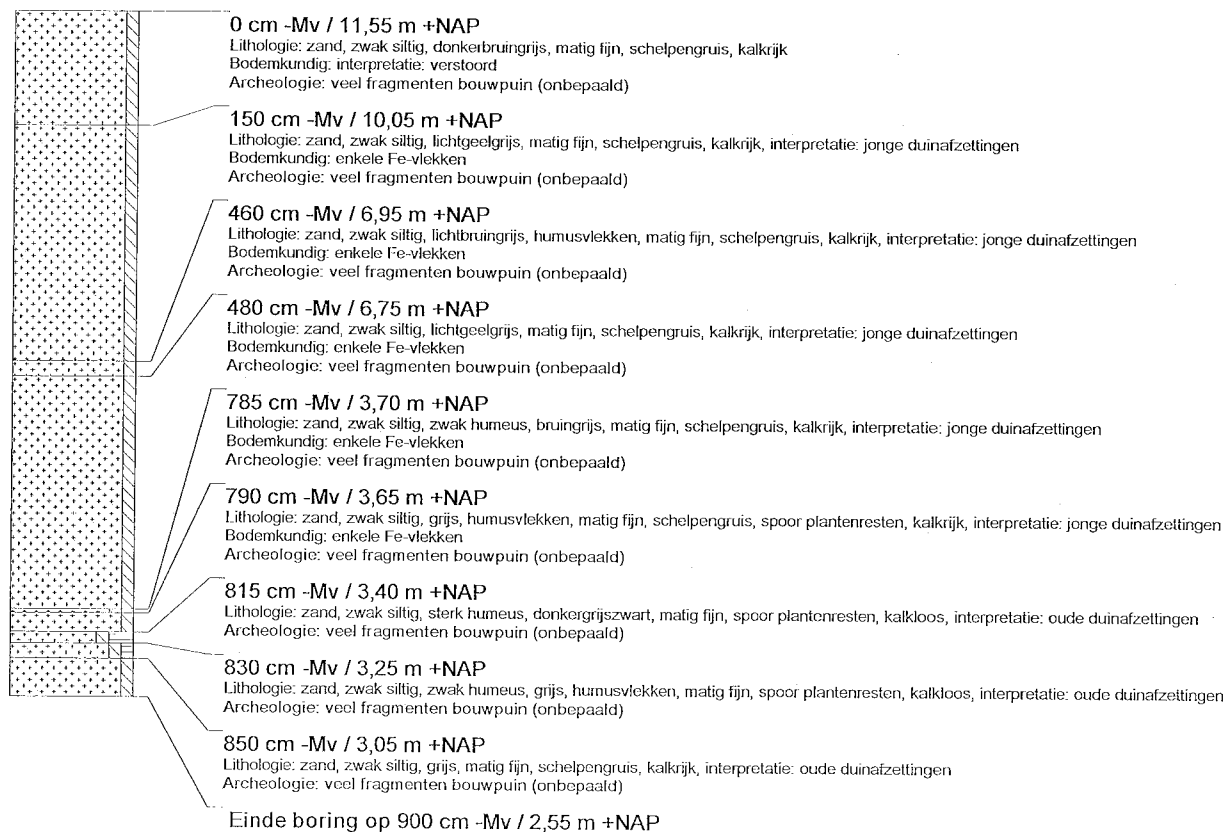 0 cm -Mv / 11,55 m +NAP
Lithologie: zand, zwak siltig, donkerbruingrijs, matig fijn, schelpengruis, kalkrijk
Bodemkundig: interpretatie: verstoord
Archeologie: veel fragmenten bouwpuin (onbepaald)
150 cm -Mv / 10,05 m +NAP
Lithologie: zand, zwak siltig, lichtgeelgrijs, matig fijn, schelpengruis, kalkrijk, interpretatie: jonge duinafzettingen
Bodemkundig: enkele Fe-vlekken
Archeologie: veel fragmenten bouwpuin (onbepaald)
460 cm -Mv / 6,95 m +NAP
Lithologie: zand, zwak siltig, lichtbruingrijs, humusvlekken, matig fijn, schelpengruis, kalkrijk, interpretatie: jonge duinafzettingen
Bodemkundig: enkele Fe-vlekken
Archeologie: veel fragmenten bouwpuin (onbepaald)
480 cm -Mv / 6,75 m +NAP
Lithologie: zand, zwak siltig, lichtgeelgrijs, matig fijn, schelpengruis, kalkrijk, interpretatie: jonge duinafzettingen
Bodemkundig: enkele Fe-vlekken
Archeologie: veel fragmenten bouwpuin (onbepaald)
785 cm -Mv / 3,70 m +NAP
Lithologie: zand, zwak siltig, zwak humeus, bruingrijs, matig fijn, schelpengruis, kalkrijk, interpretatie: jonge duinafzettingen
Bodemkundig: enkele Fe-vlekken
Archeologie: veel fragmenten bouwpuin (onbepaald)
790 cm -Mv / 3,65 m +NAP
Lithologie: zand, zwak siltig, grijs, humusvlekken, matig fijn, schelpengruis, spoor plantenresten, kalkrijk, interpretatie: jonge duinafzettingen
Bodemkundig: enkele Fe-vlekken
Archeologie: veel fragmenten bouwpuin (onbepaald)
815 cm -Mv / 3,40 m +NAP
Lithologie: zand, zwak siltig, sterk humeus, donkergrijszwart, matig fijn, spoor plantenresten, kalkloos, interpretatie: oude duinafzettingen
Archeologie: veel fragmenten bouwpuin (onbepaald)
830 cm -Mv / 3,25 m +NAP
Lithologie: zand, zwak siltig, zwak humeus, grijs, humusvlekken, matig fijn, spoor plantenresten, kalkloos, interpretatie: oude duinafzettingen
Archeologie: veel fragmenten bouwpuin (onbepaald)
850 cm -Mv / 3,05 m +NAP
Lithologie: zand, zwak siltig, grijs, matig fijn, schelpengruis, kalkrijk, interpretatie: oude duinafzettingen
Archeologie: veel fragmenten bouwpuin (onbepaald)
Einde boring op 900 cm -Mv / 2,55 m +NAP